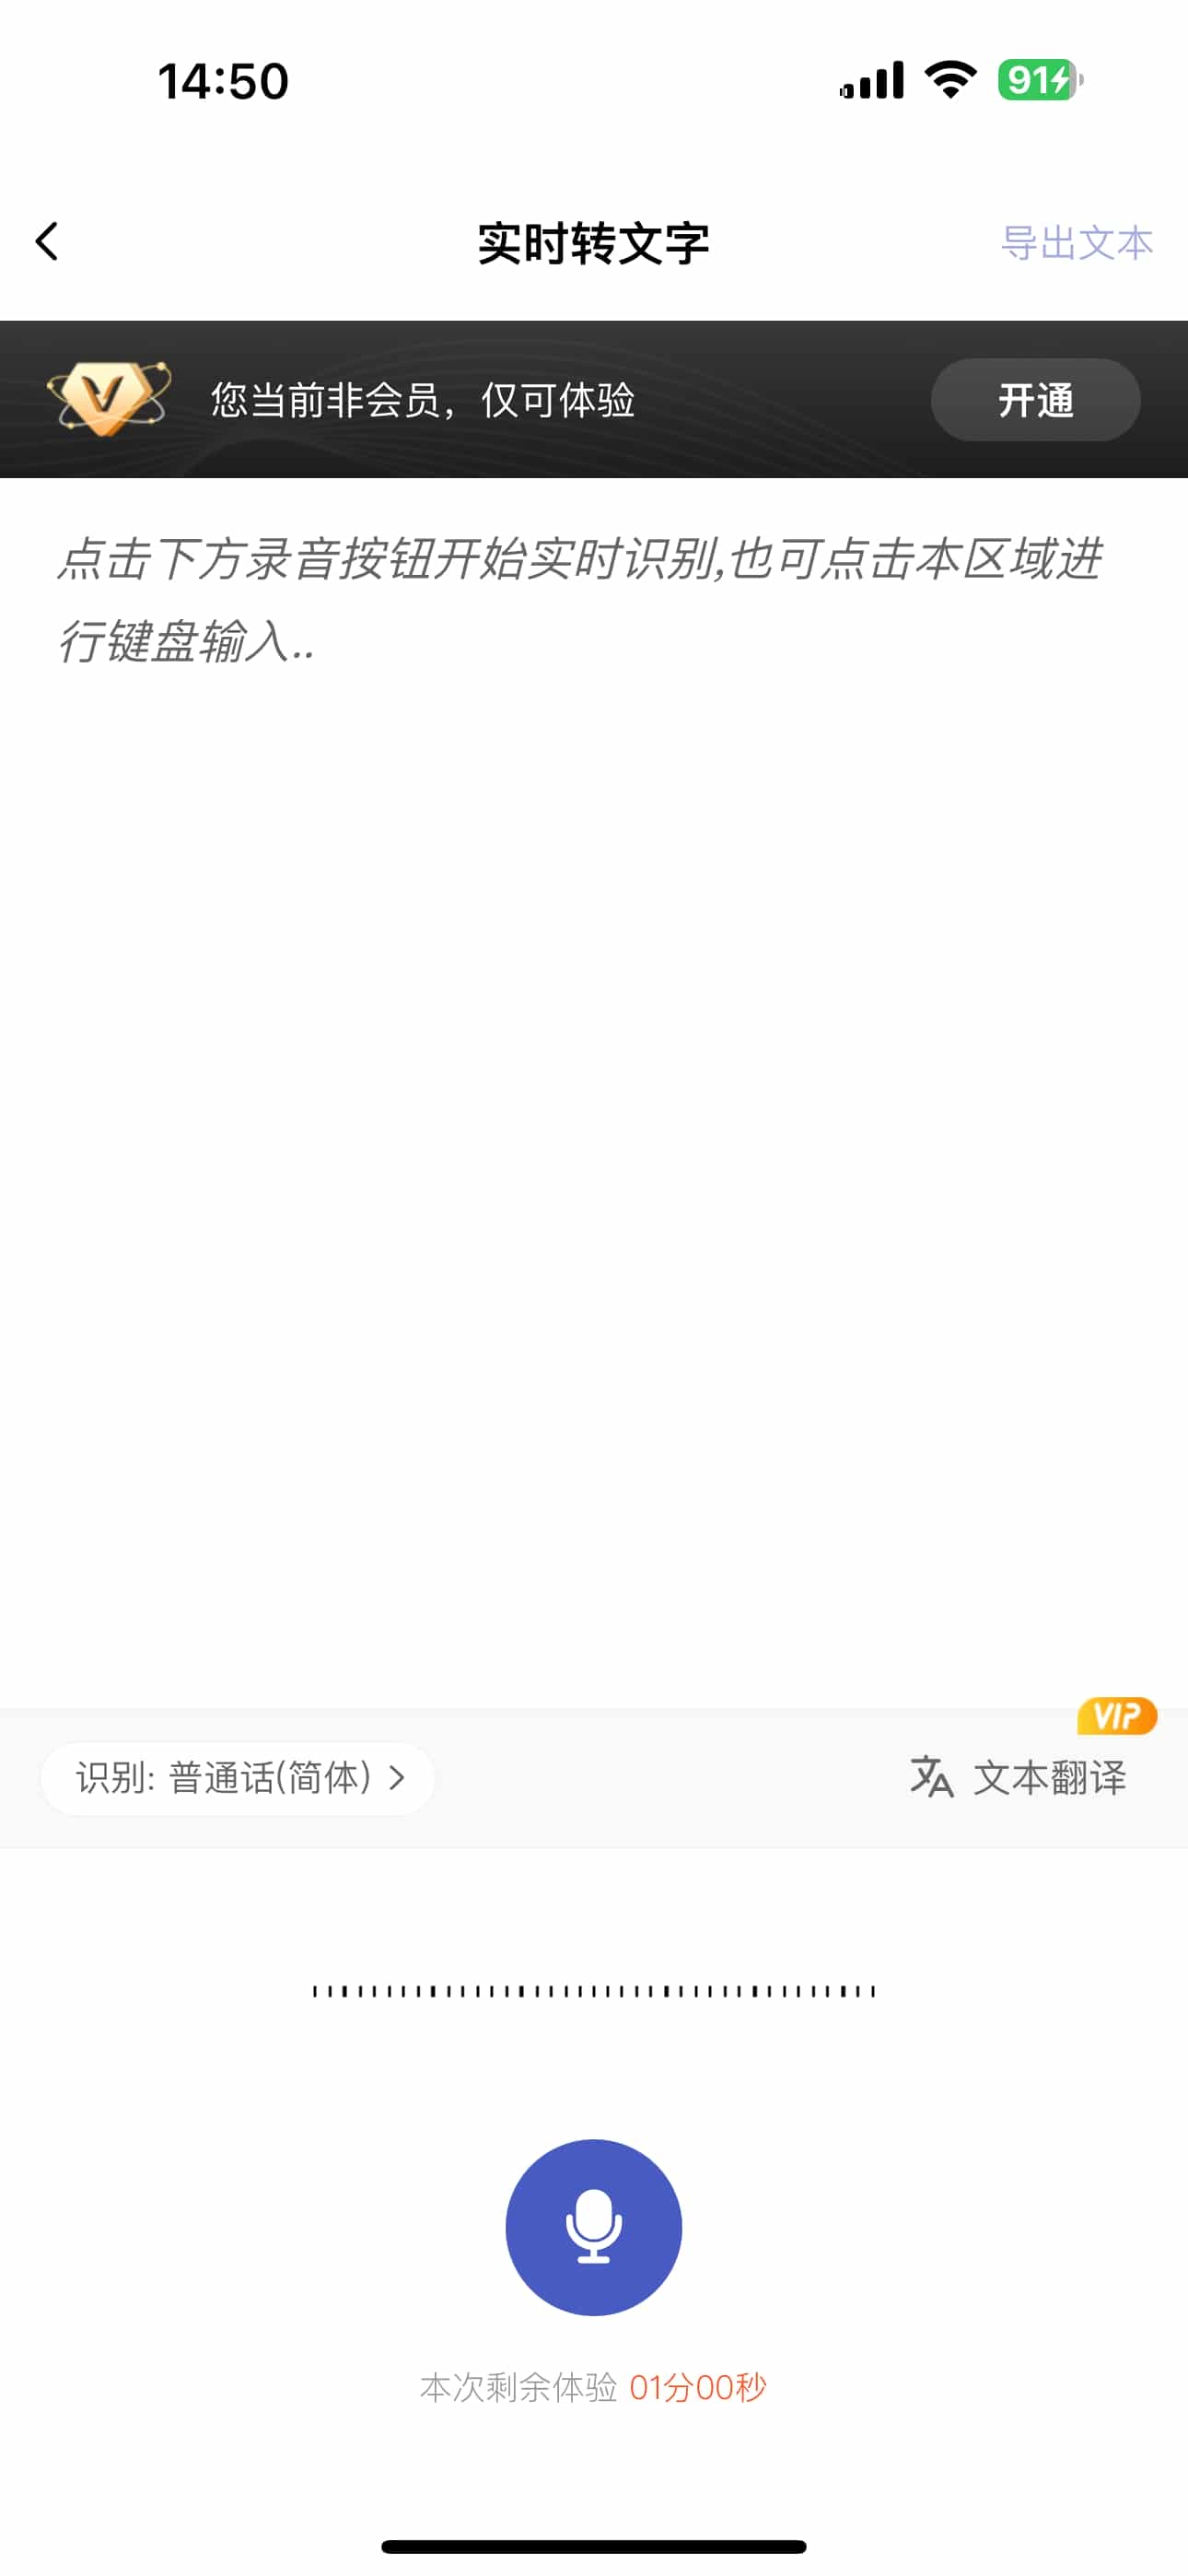 14:50
91
实时转文字
导出文本
您当前非会员，仅可体验
开通
点击下方录音按钮开始实时识别,也可点击本区域进
行键盘输入..
VIP
识别: 普通话(简体)
文本翻译
本次剩余体验 01分00秒